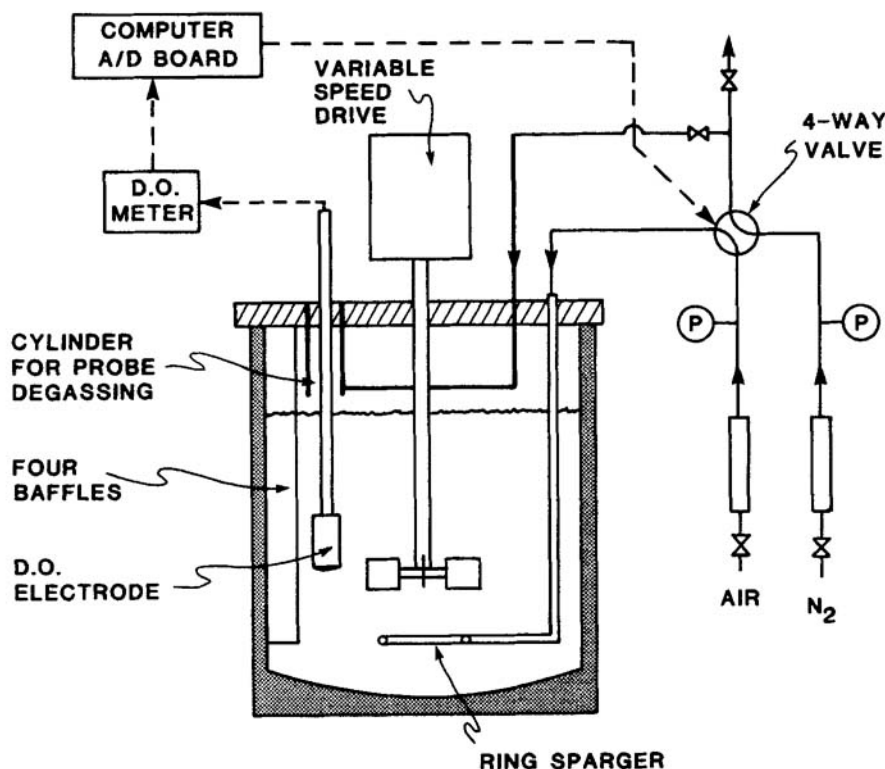 COMPUTER
A/D BOARD
VARIABLE
SPEED
DRIVE
4-WAY
VALVE
D.O.
METER
P
P
CYLINDER
FOR PROBE
DEGASSING
FOUR
BAFFLES
D.O.
ELECTRODE
AIR
N₂
RING SPARGER